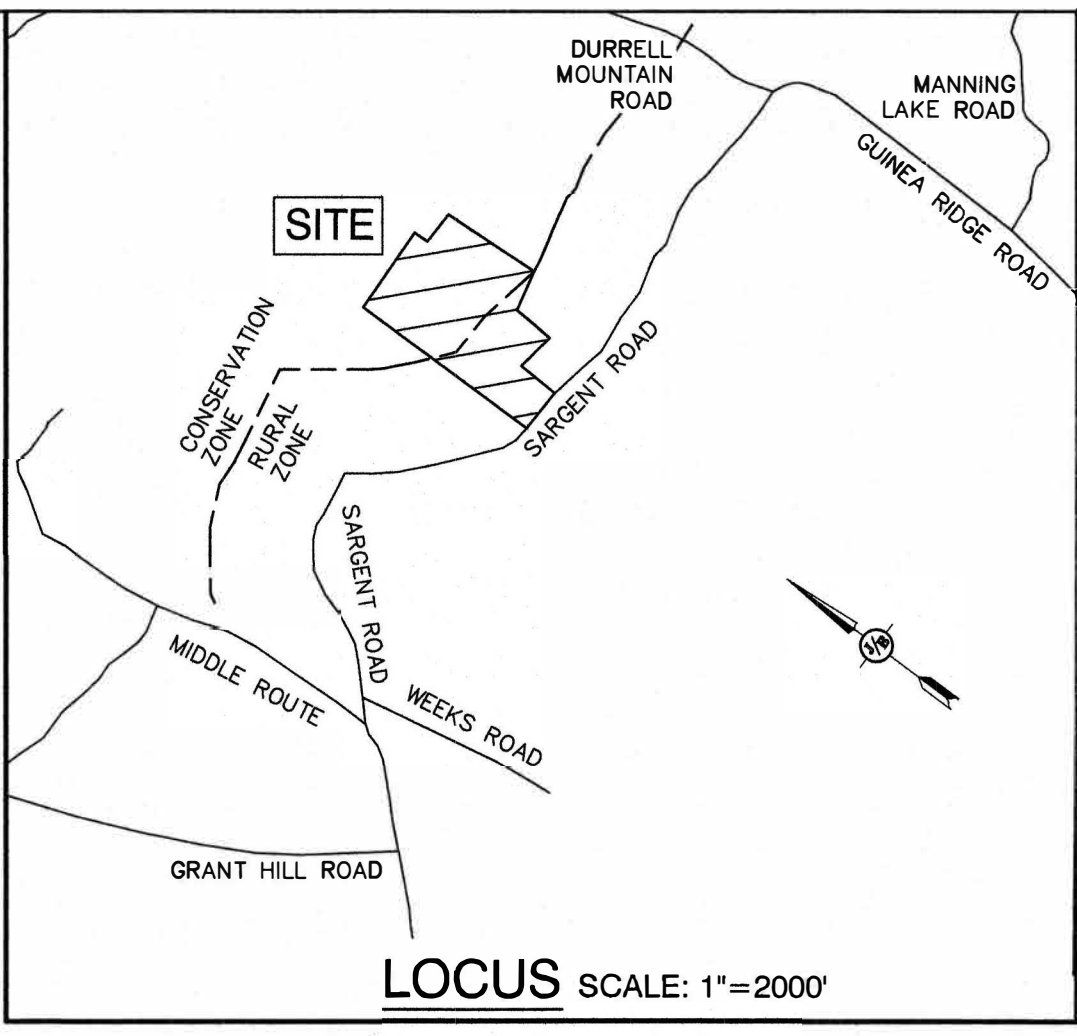 DURRELL
MOUNTAIN
ROAD
MANNING
LAKE ROAD
GUINEA RIDGE ROAD
SITE
CONSERVATION
ZONE
RURAL
ZONE
SARGENT ROAD
SARGENT ROAD
J/B
MIDDLE ROUTE
WEEKS ROAD
GRANT HILL ROAD
LOCUS SCALE: 1"=2000'